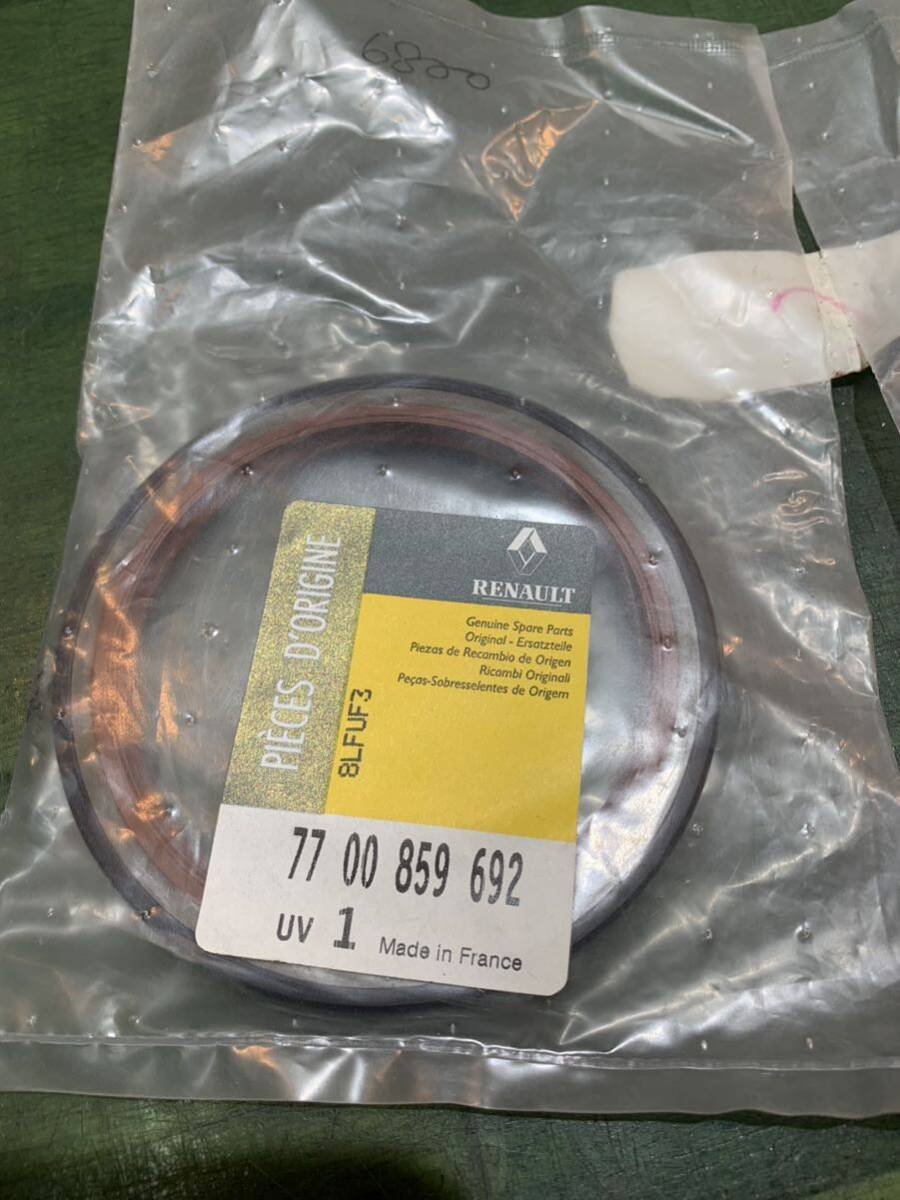 6800
PIÈCES D'ORIGINE
RENAULT
Genuine Spare Parts
Original - Ersatzteile
Piezas de Recambio de Origen
Ricambi Originali
Peças-Sobresselentes de Origem
8LFUF3
77 00 859 692
UV 1 Made in France